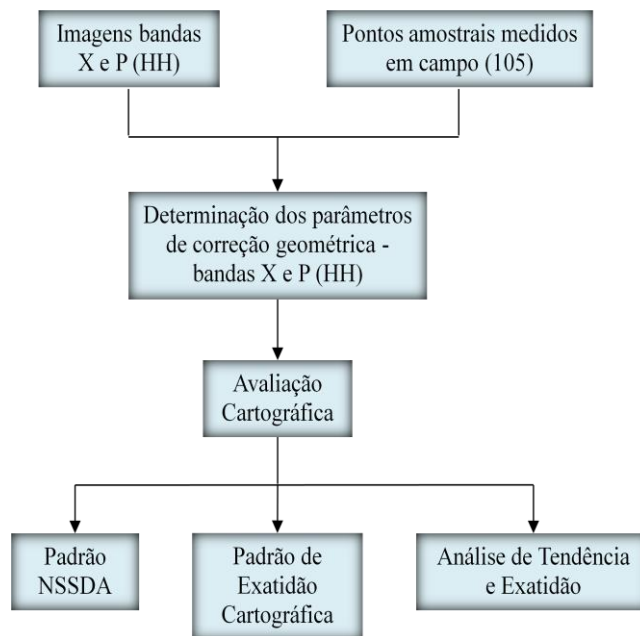 Imagens bandas
X e P (HH)
Pontos amostrais medidos
em campo (105)
Determinação dos parâmetros
de correção geométrica -
bandas X e P (HH)
Avaliação
Cartográfica
Padrão
NSSDA
Padrão de
Exatidão
Cartográfica
Análise de Tendência
e Exatidão